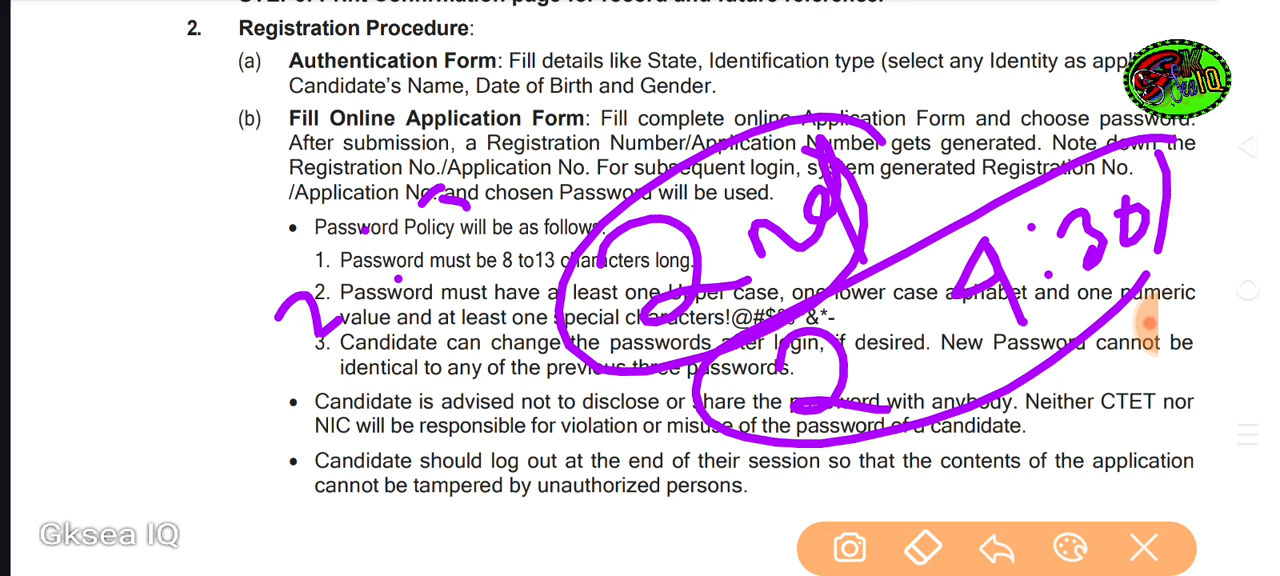 2. Registration Procedure:
(a) Authentication Form: Fill details like State, Identification type (select any Identity as
Candidate's Name, Date of Birth and Gender.
(b) Fill Online Application Form: Fill complete online Application Form and choose password.
After submission, a Registration Number/Application Number gets generated. Note down the
Registration No./Application No. For subsequent login, system generated Registration No.
/Application No. and chosen Password will be used.
• Password Policy will be as follows:
1. Password must be 8 to13 characters long.
2. Password must have at least one Upper case, one lower case alphabet and one numeric
value and at least one special characters!@#$%^&*-
3. Candidate can change the passwords after login, if desired. New Password cannot be
identical to any of the previous three passwords.
• Candidate is advised not to disclose or share the password with anybody. Neither CTET nor
NIC will be responsible for violation or misuse of the password of a candidate.
• Candidate should log out at the end of their session so that the contents of the application
cannot be tampered by unauthorized persons.
2
4:30
2
Gksea IQ